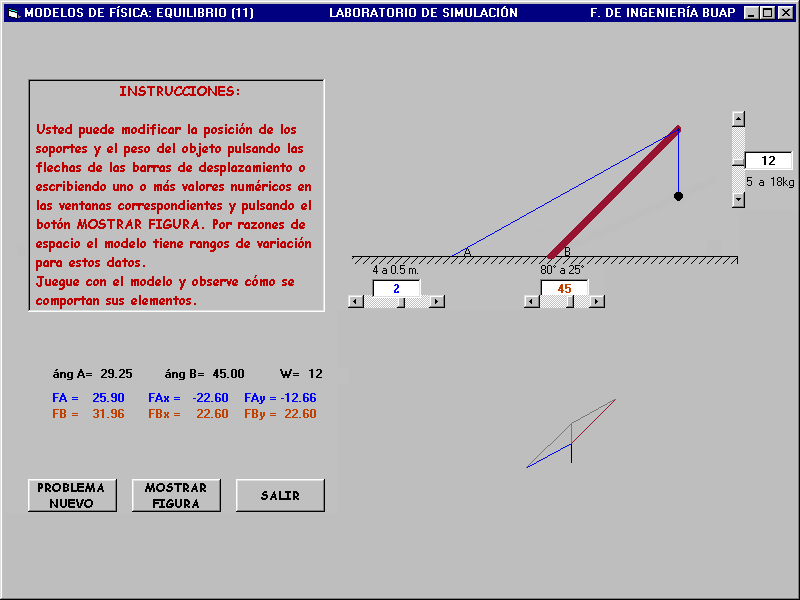 MODELOS DE FÍSICA: EQUILIBRIO (11) LABORATORIO DE SIMULACIÓN F. DE INGENIERÍA BUAP
INSTRUCCIONES:
Usted puede modificar la posición de los
soportes y el peso del objeto pulsando las
flechas de las barras de desplazamiento o
escribiendo uno o más valores numéricos en
las ventanas correspondientes y pulsando el
botón MOSTRAR FIGURA. Por razones de
espacio el modelo tiene rangos de variación
para estos datos.
Juegue con el modelo y observe cómo se
comportan sus elementos.
12
5 a 18kg
A
B
4 a 0.5 m.
80° a 25°
2
45
áng A= 29.25 áng B= 45.00 W= 12
FA = 25.90 FAx = -22.60 FAy = -12.66
FB = 31.96 FBx = 22.60 FBy = 22.60
PROBLEMA
NUEVO
MOSTRAR
FIGURA
SALIR